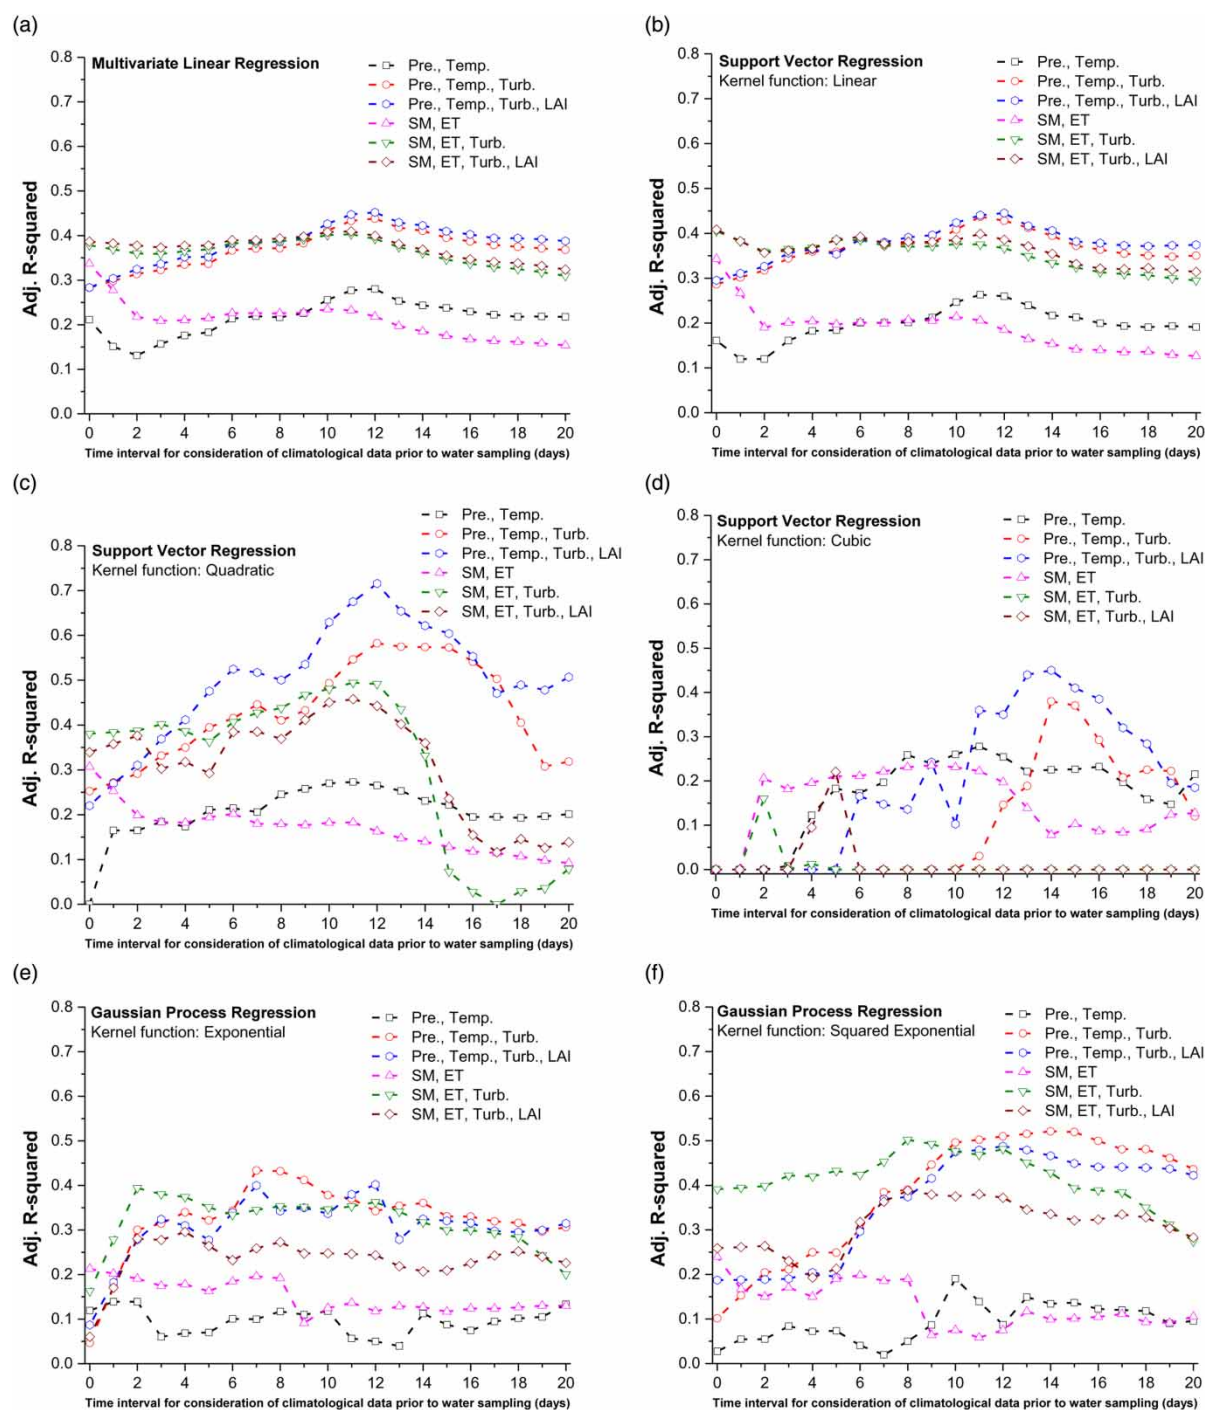 (a)
Multivariate Linear Regression
Pre., Temp.
Pre., Temp., Turb.
Pre., Temp., Turb., LAI
SM, ET
SM, ET, Turb.
SM, ET, Turb., LAI
Adj. R-squared
0.8
0.7
0.6
0.5
0.4
0.3
0.2
0.1
0.0
0 2 4 6 8 10 12 14 16 18 20
Time interval for consideration of climatological data prior to water sampling (days)
(b)
Support Vector Regression
Kernel function: Linear
Pre., Temp.
Pre., Temp., Turb.
Pre., Temp., Turb., LAI
SM, ET
SM, ET, Turb.
SM, ET, Turb., LAI
Adj. R-squared
0.8
0.7
0.6
0.5
0.4
0.3
0.2
0.1
0.0
0 2 4 6 8 10 12 14 16 18 20
Time interval for consideration of climatological data prior to water sampling (days)
(c)
Support Vector Regression
Kernel function: Quadratic
Pre., Temp.
Pre., Temp., Turb.
Pre., Temp., Turb., LAI
SM, ET
SM, ET, Turb.
SM, ET, Turb., LAI
Adj. R-squared
0.8
0.7
0.6
0.5
0.4
0.3
0.2
0.1
0.0
0 2 4 6 8 10 12 14 16 18 20
Time interval for consideration of climatological data prior to water sampling (days)
(d)
Support Vector Regression
Kernel function: Cubic
Pre., Temp.
Pre., Temp., Turb.
Pre., Temp., Turb., LAI
SM, ET
SM, ET, Turb.
SM, ET, Turb., LAI
Adj. R-squared
0.8
0.7
0.6
0.5
0.4
0.3
0.2
0.1
0.0
0 2 4 6 8 10 12 14 16 18 20
Time interval for consideration of climatological data prior to water sampling (days)
(e)
Gaussian Process Regression
Kernel function: Exponential
Pre., Temp.
Pre., Temp., Turb.
Pre., Temp., Turb., LAI
SM, ET
SM, ET, Turb.
SM, ET, Turb., LAI
Adj. R-squared
0.8
0.7
0.6
0.5
0.4
0.3
0.2
0.1
0.0
0 2 4 6 8 10 12 14 16 18 20
Time interval for consideration of climatological data prior to water sampling (days)
(f)
Gaussian Process Regression
Kernel function: Squared Exponential
Pre., Temp.
Pre., Temp., Turb.
Pre., Temp., Turb., LAI
SM, ET
SM, ET, Turb.
SM, ET, Turb., LAI
Adj. R-squared
0.8
0.7
0.6
0.5
0.4
0.3
0.2
0.1
0.0
0 2 4 6 8 10 12 14 16 18 20
Time interval for consideration of climatological data prior to water sampling (days)